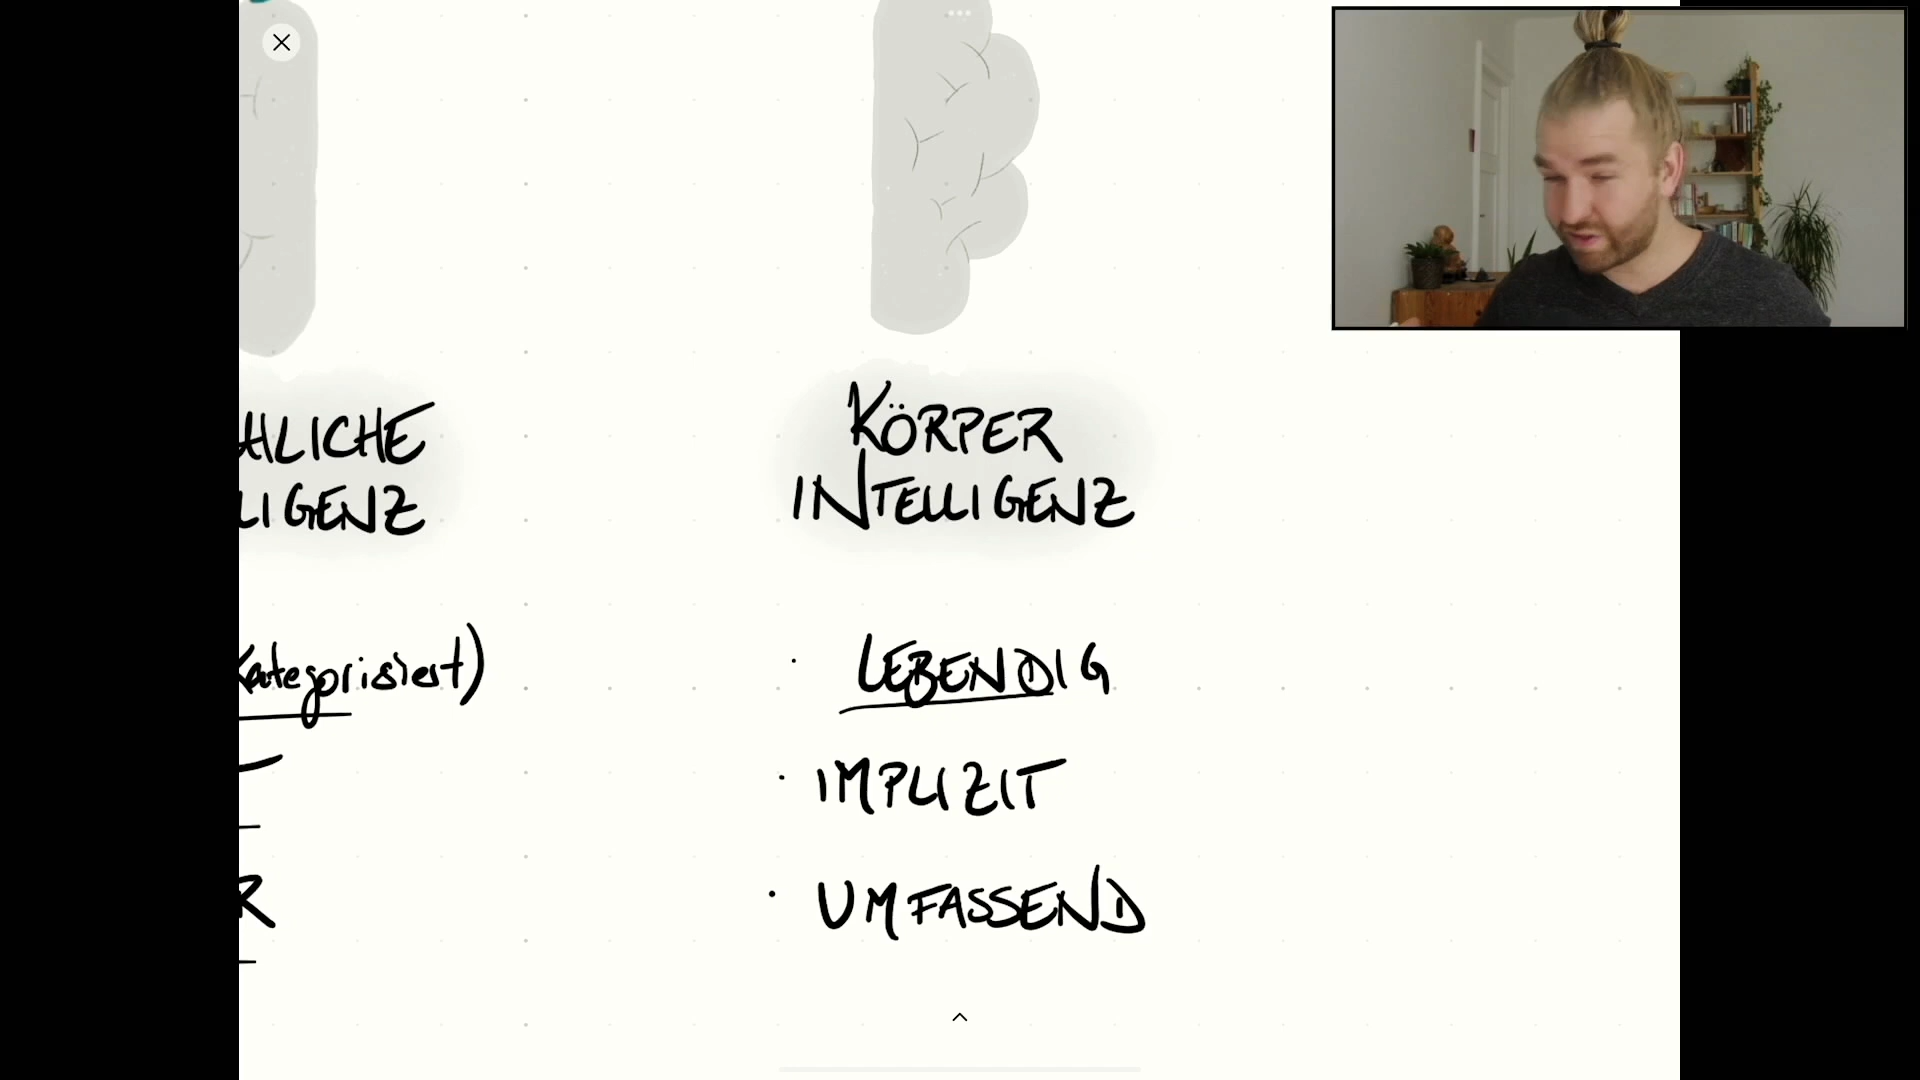 HLICHE
LIGENZ
Kategorisiert)
R
KÖRPER
INTELLIGENZ
· LEBENDIG
· IMPLIZIT
· UMFASSEND